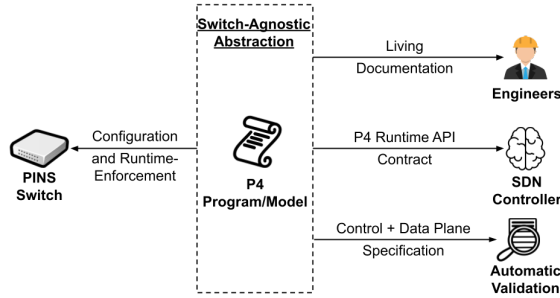 Switch-Agnostic
Abstraction
Living
Documentation
Engineers
Configuration
and Runtime-
Enforcement
PINS
Switch
P4
Program/Model
P4 Runtime API
Contract
SDN
Controller
Control + Data Plane
Specification
Automatic
Validation